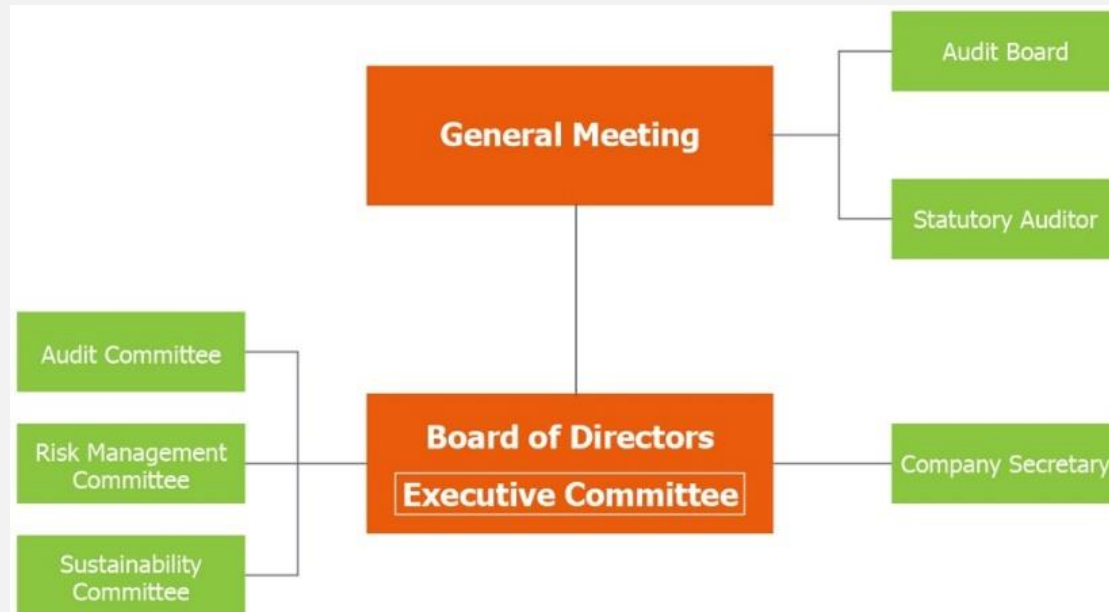 Audit Board
General Meeting
Statutory Auditor
Audit Committee
Risk Management
Committee
Sustainability
Committee
Board of Directors
Executive Committee
Company Secretary